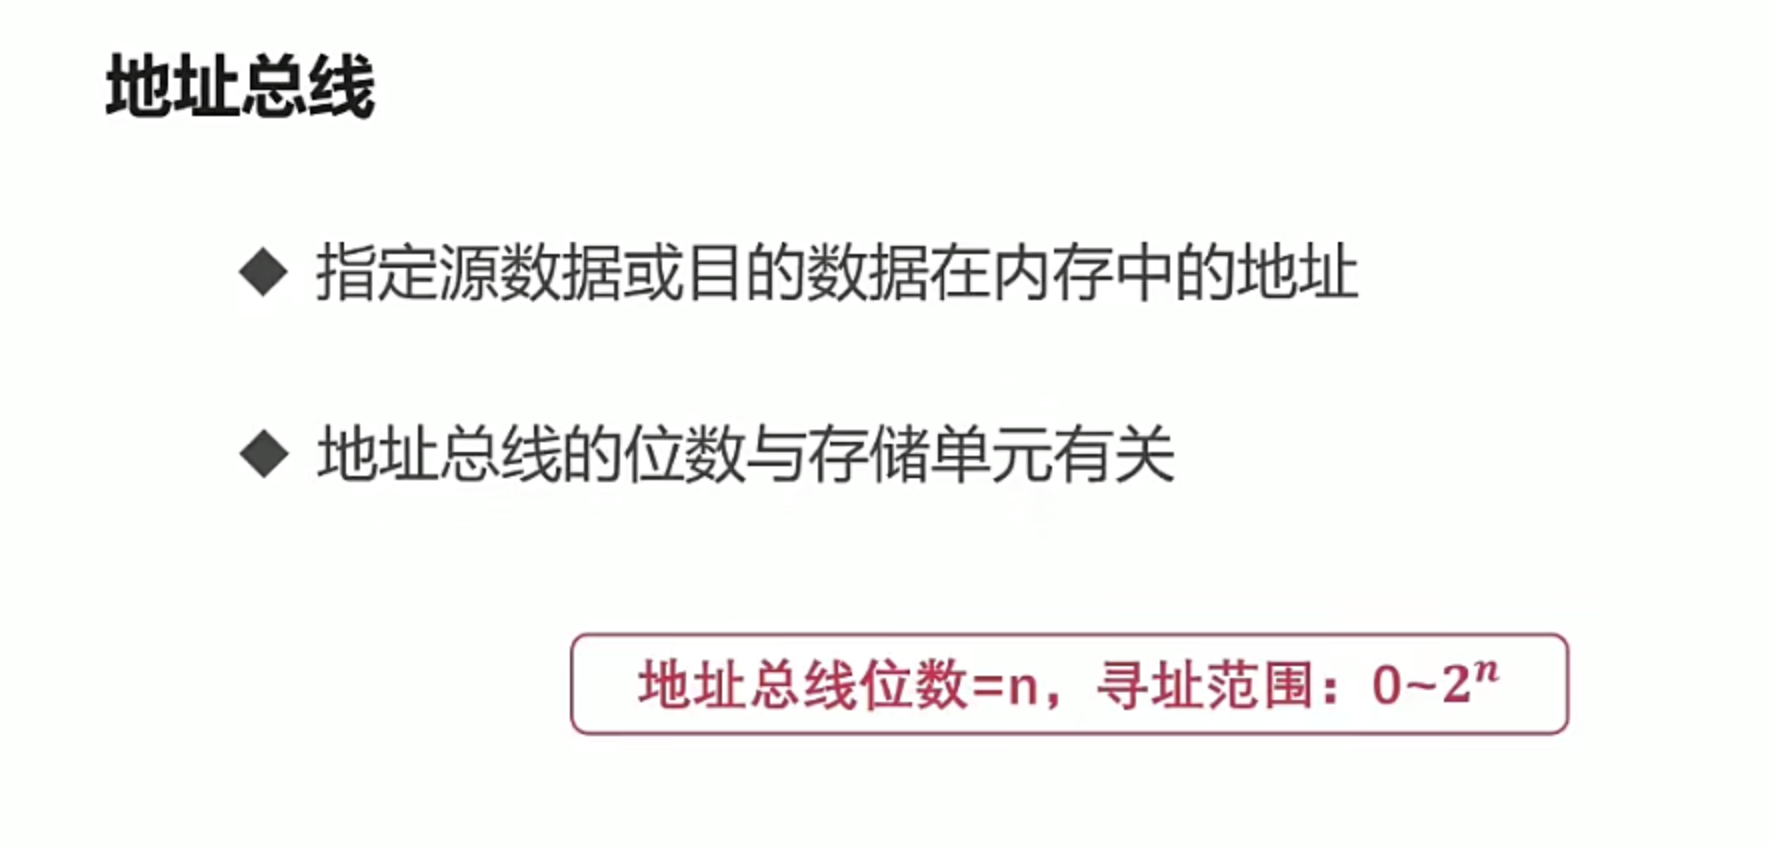 地址总线
◆ 指定源数据或目的数据在内存中的地址
◆ 地址总线的位数与存储单元有关
地址总线位数=n，寻址范围：0~2ⁿ